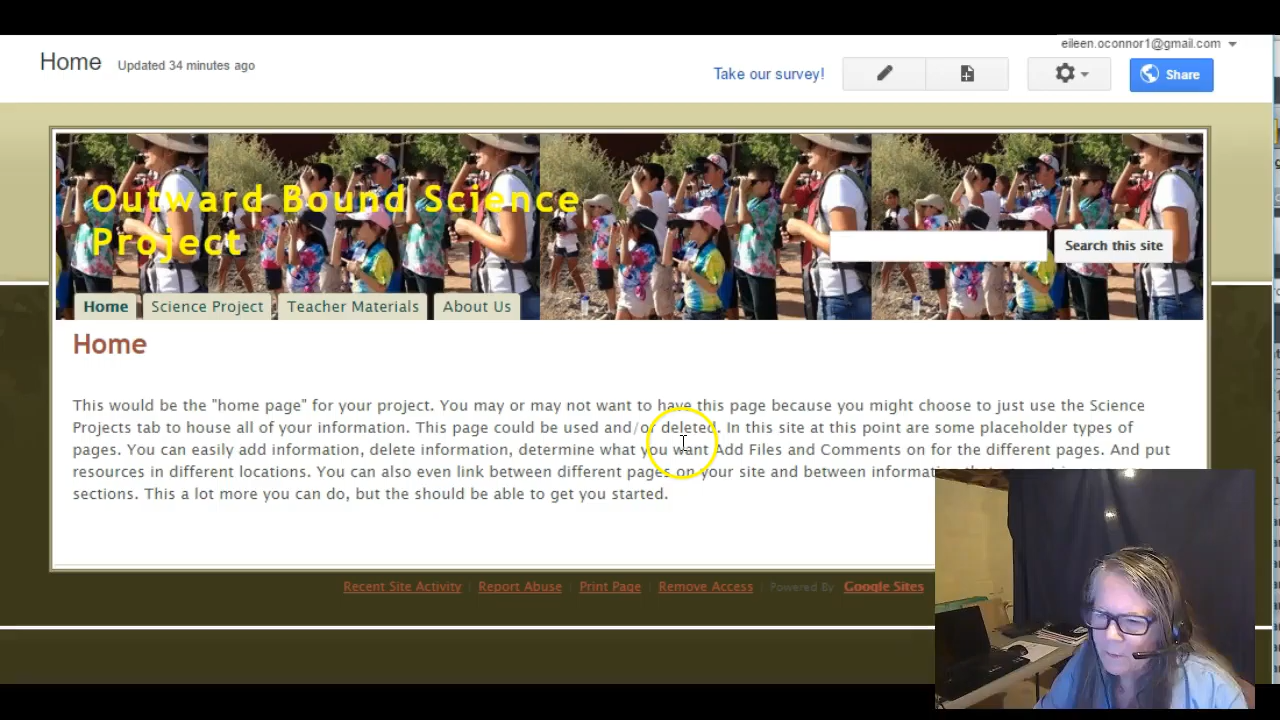 eileen.oconnor1@gmail.com
Home Updated 34 minutes ago
Take our survey!
Share
Outward Bound Science
Project
Search this site
Home Science Project Teacher Materials About Us
Home
This would be the "home page" for your project. You may or may not want to have this page because you might choose to just use the Science
Projects tab to house all of your information. This page could be used and/or deleted. In this site at this point are some placeholder types of
pages. You can easily add information, delete information, determine what you want Add Files and Comments on for the different pages. And put
resources in different locations. You can also even link between different pages on your site and between
sections. This a lot more you can do, but the should be able to get you started.
Recent Site Activity | Report Abuse | Print Page | Remove Access | Powered By Google Sites